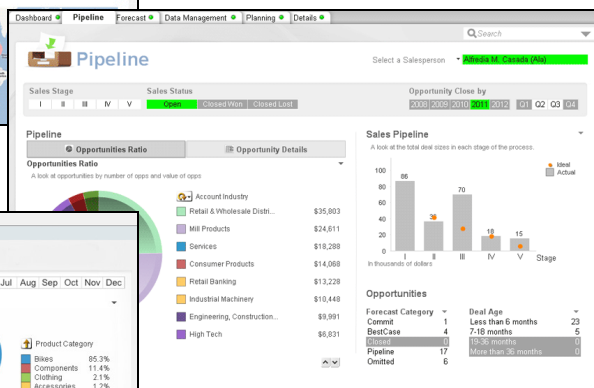 Dashboard Pipeline Forecast Data Management Planning Details
Search
Pipeline
Select a Salesperson Alfredia M. Casada (Ala)
Sales Stage Sales Status Opportunity Close by
I II III IV V Open Closed Won Closed Lost 2008 2009 2010 2011 2012 Q1 Q2 Q3 Q4
Pipeline
Opportunities Ratio Opportunity Details
Opportunities Ratio
A look at opportunities by number of opps and value of opps
Account Industry
Retail & Wholesale Distri... $35,803
Mill Products $24,611
Services $18,288
Consumer Products $14,068
Retail Banking $13,228
Industrial Machinery $10,448
Engineering, Construction... $9,991
High Tech $6,831
Sales Pipeline
A look at the total deal sizes in each stage of the process.
Ideal
Actual
100
80
60
40
20
0
86 70 18 15
I II III IV V Stage
In thousands of dollars
Opportunities
Forecast Category Deal Age
Commit 1 Less than 6 months 23
BestCase 4 7-18 months 5
Closed 0 19-36 months 0
Pipeline 17 More than 36 months 0
Omitted 6
Jul Aug Sep Oct Nov Dec
Product Category
Bikes 85.3%
Components 11.4%
Clothing 2.1%
Accessories 1.2%